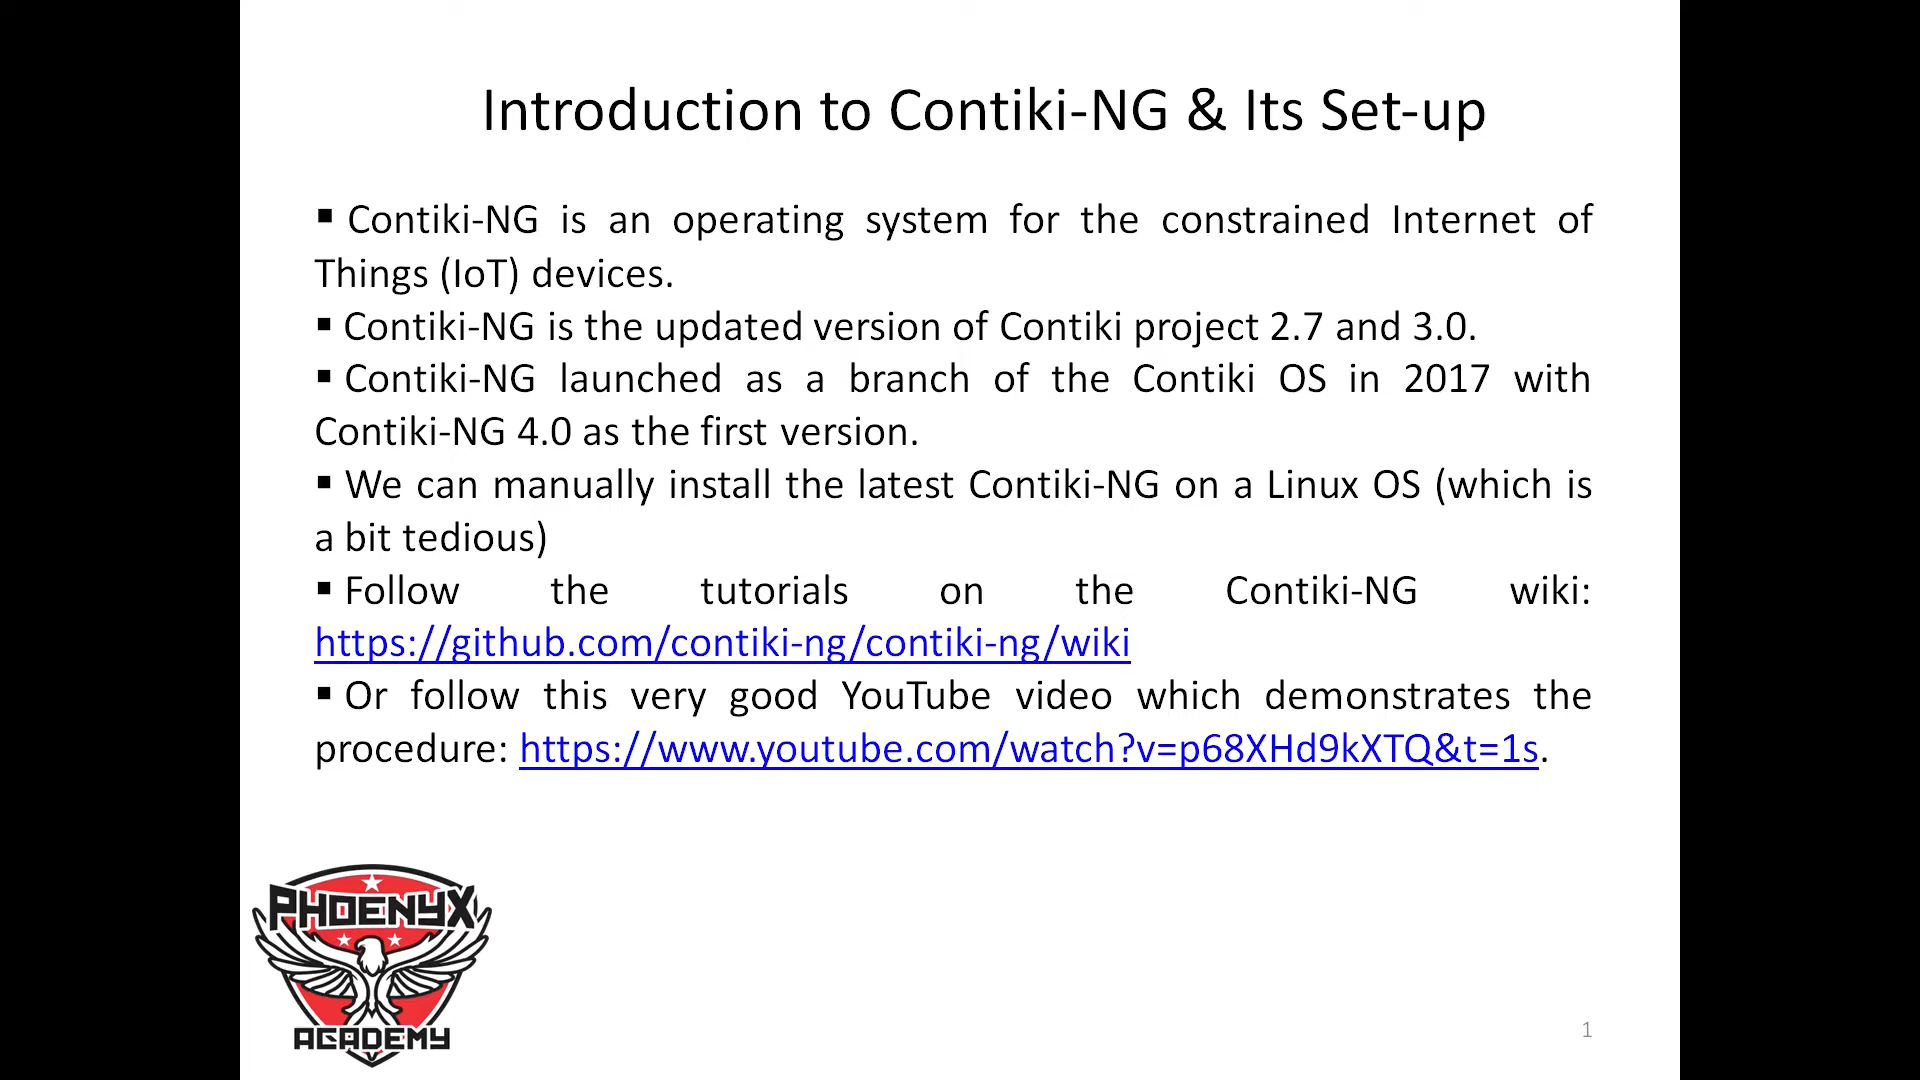 Introduction to Contiki-NG & Its Set-up
▪ Contiki-NG is an operating system for the constrained Internet of
Things (IoT) devices.
▪ Contiki-NG is the updated version of Contiki project 2.7 and 3.0.
▪ Contiki-NG launched as a branch of the Contiki OS in 2017 with
Contiki-NG 4.0 as the first version.
▪ We can manually install the latest Contiki-NG on a Linux OS (which is
a bit tedious)
▪ Follow the tutorials on the Contiki-NG wiki:
https://github.com/contiki-ng/contiki-ng/wiki
▪ Or follow this very good YouTube video which demonstrates the
procedure: https://www.youtube.com/watch?v=p68XHd9kXTQ&t=1s.
PHOENYX
ACADEMY
1